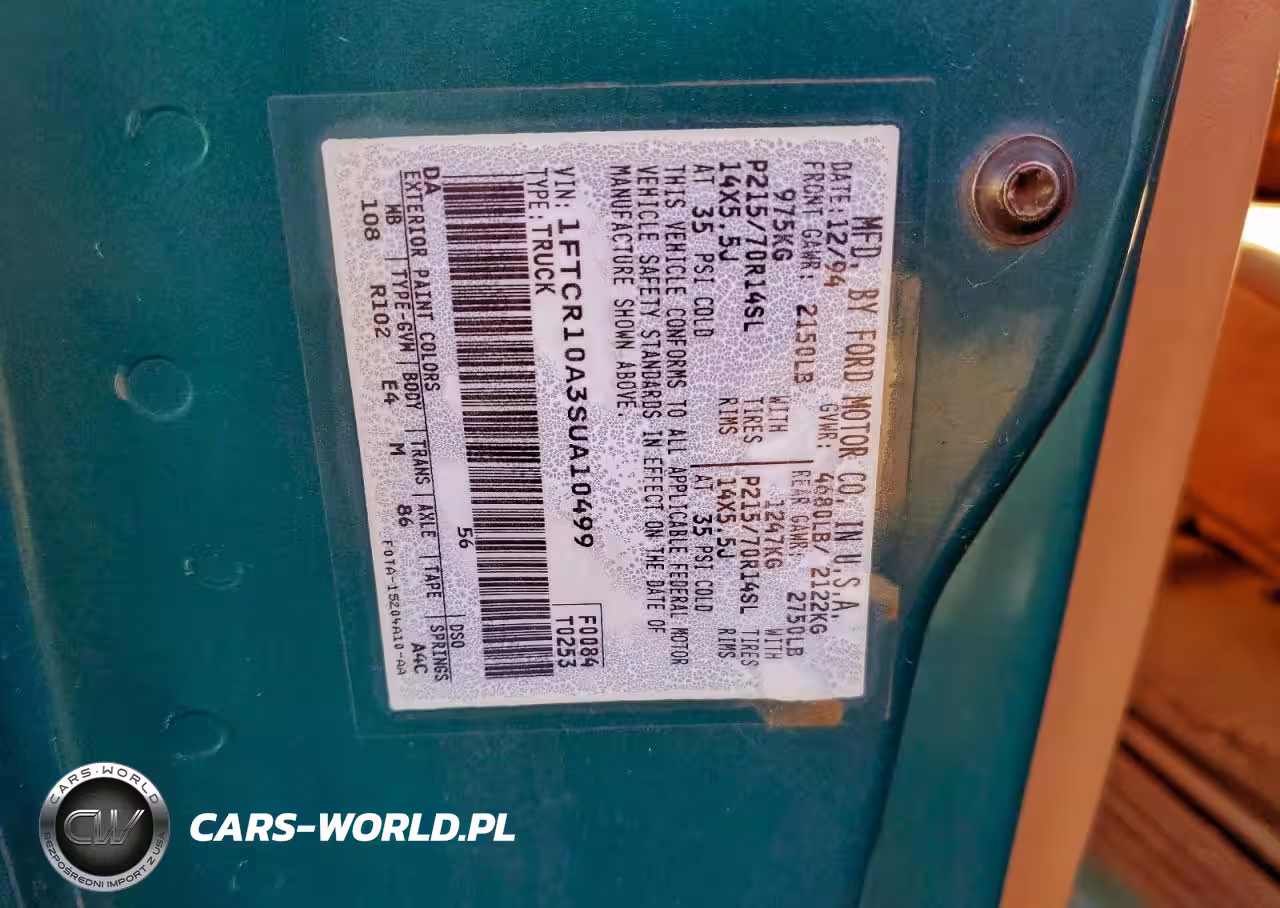 MFD. BY FORD MOTOR CO. IN U.S.A.
DATE: 12/94 GVWR: 4680LB/ 2122KG
FRONT GAWR: 2150LB REAR GAWR: 2750LB
975KG WITH 1247KG WITH
P215/70R14SL TIRES P215/70R14SL TIRES
14X5.5J RIMS 14X5.5J RIMS
AT 35 PSI COLD AT 35 PSI COLD
THIS VEHICLE CONFORMS TO ALL APPLICABLE FEDERAL MOTOR
VEHICLE SAFETY STANDARDS IN EFFECT ON THE DATE OF
MANUFACTURE SHOWN ABOVE.
VIN: 1FTCR10A3SUA10499 F0084
TYPE: TRUCK T0253
56 DSO
DA
EXTERIOR PAINT COLORS
WB TYPE-GVW BODY TRANS AXLE TAPE SPRINGS
108 R102 E4 M 86 A4C
F0TA-15204A10-AA
CARS-WORLD
CW
BEZPOŚREDNI IMPORT Z USA
CARS-WORLD.PL